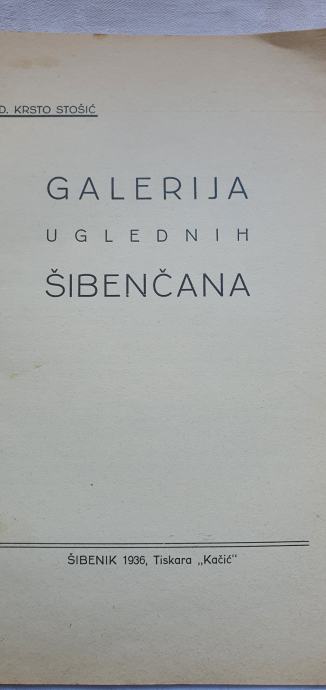 D. KRSTO STOŠIĆ
GALERIJA
UGLEDNIH
ŠIBENČANA
ŠIBENIK 1936, Tiskara „Kačić“